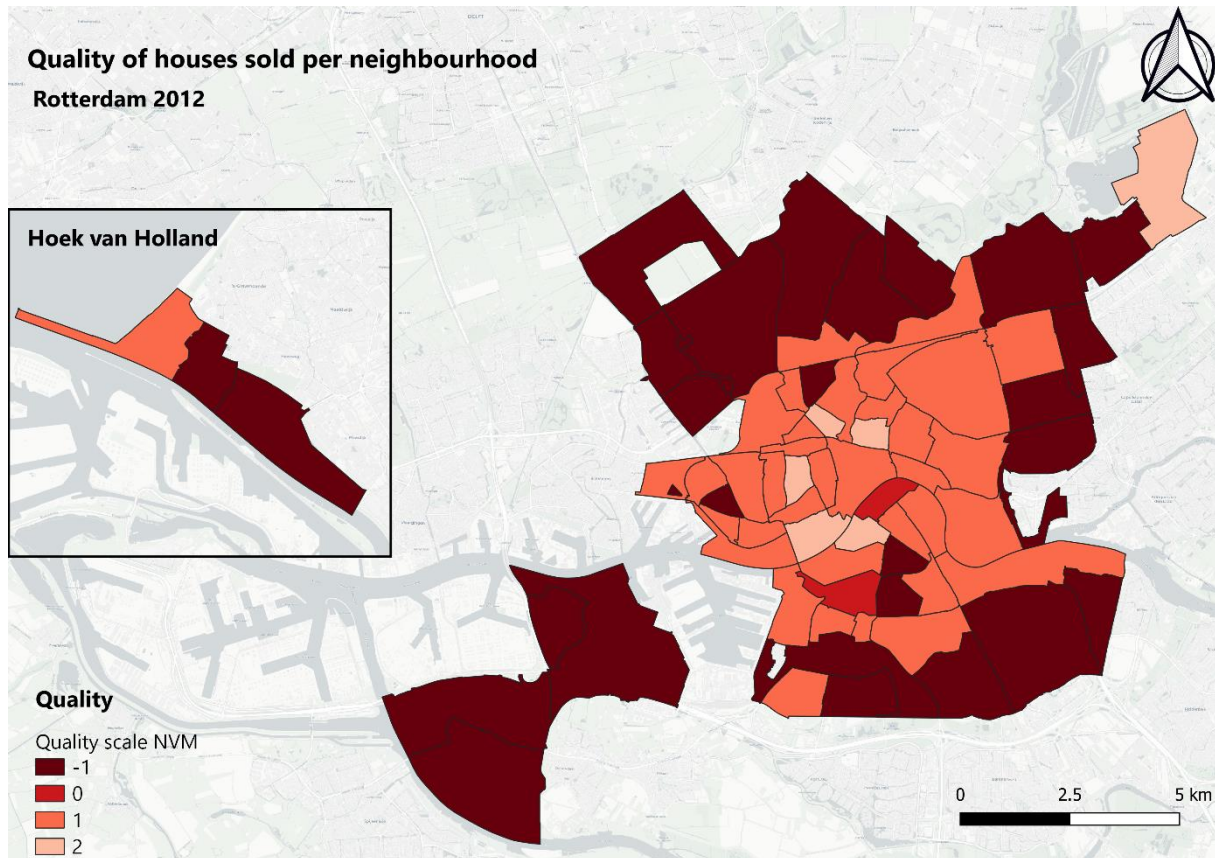 Quality of houses sold per neighbourhood
Rotterdam 2012
Hoek van Holland
Quality
Quality scale NVM
-1
0
1
2
0 2.5 5 km